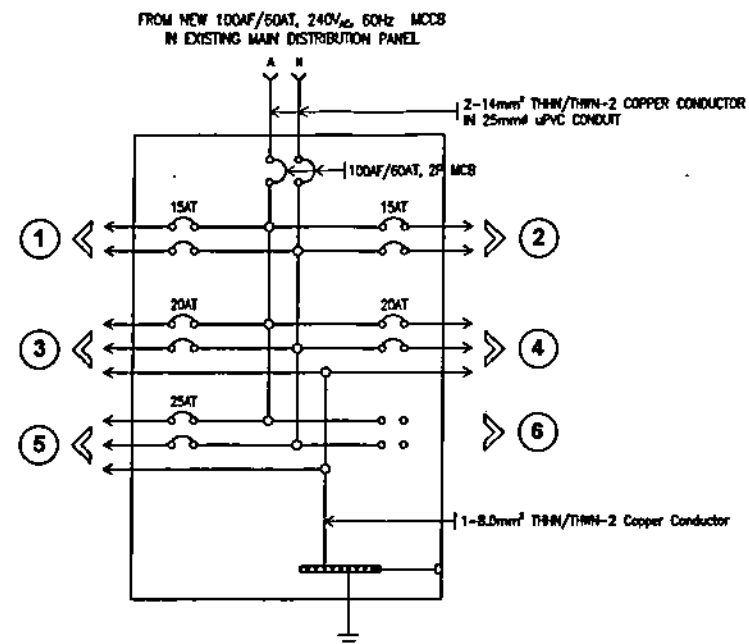 FROM NEW 100AF/60AT, 240VAC, 60Hz MCCB
IN EXISTING MAIN DISTRIBUTION PANEL
A N
2-14mm² THHN/THWN-2 COPPER CONDUCTOR
IN 25mmø uPVC CONDUIT
100AF/60AT, 2P MCB
15AT 15AT
1 2
20AT 20AT
3 4
25AT
5 6
1-8.0mm² THHN/THWN-2 Copper Conductor